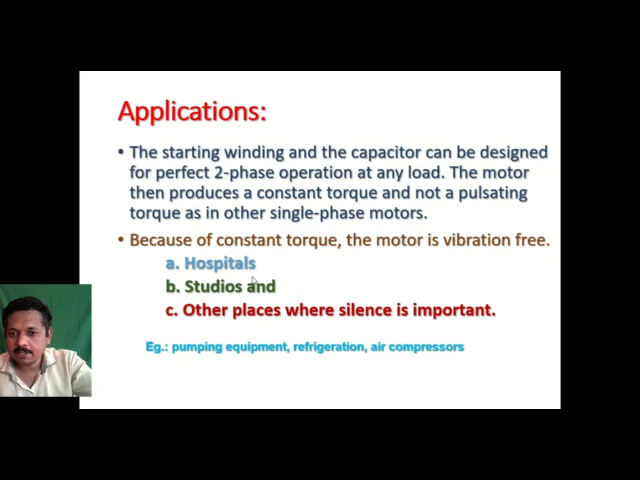 Applications:
• The starting winding and the capacitor can be designed
for perfect 2-phase operation at any load. The motor
then produces a constant torque and not a pulsating
torque as in other single-phase motors.
• Because of constant torque, the motor is vibration free.
a. Hospitals
b. Studios and
c. Other places where silence is important.
Eg.: pumping equipment, refrigeration, air compressors